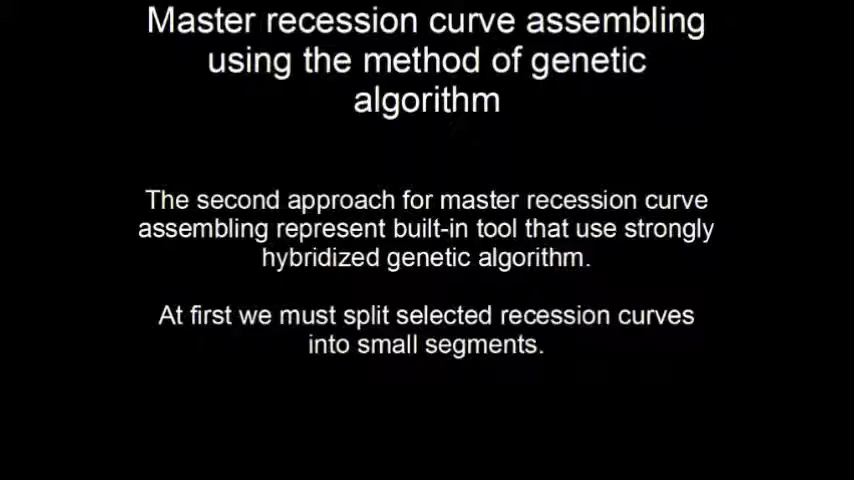 Master recession curve assembling
using the method of genetic
algorithm
The second approach for master recession curve
assembling represent built-in tool that use strongly
hybridized genetic algorithm.
At first we must split selected recession curves
into small segments.